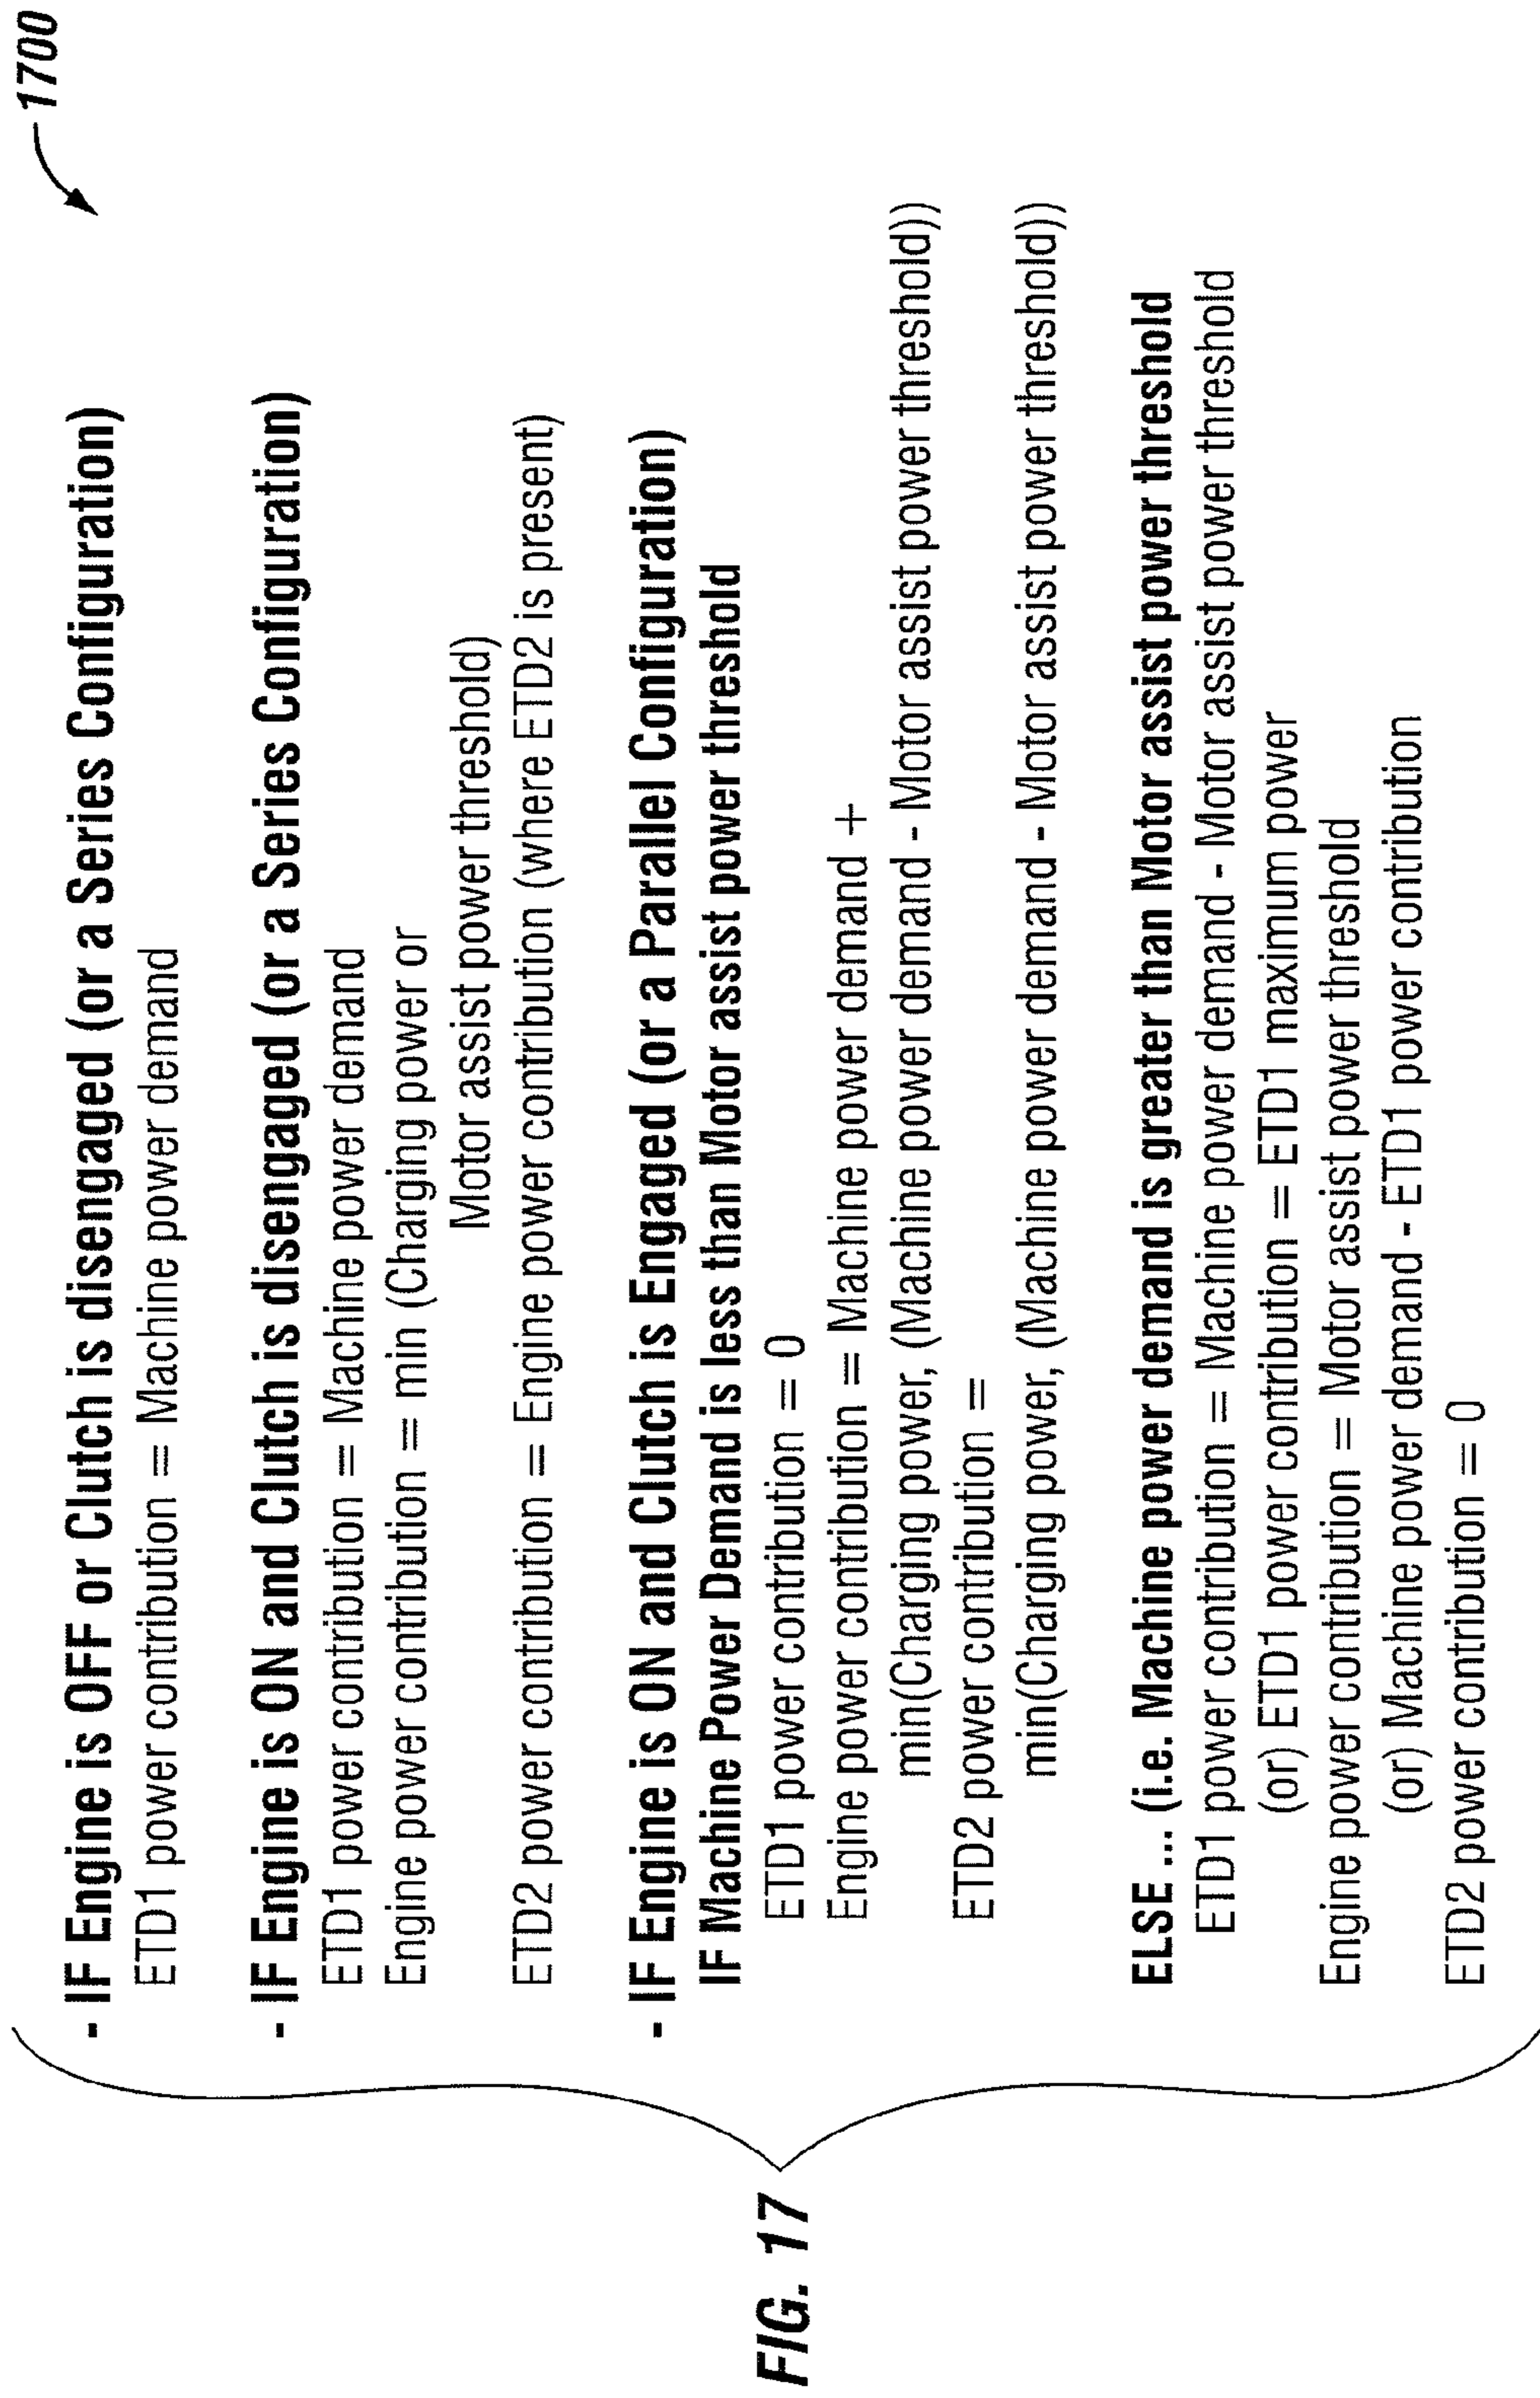 1700
- IF Engine is OFF or Clutch is disengaged (or a Series Configuration)
ETD1 power contribution = Machine power demand
- IF Engine is ON and Clutch is disengaged (or a Series Configuration)
ETD1 power contribution = Machine power demand
Engine power contribution = min (Charging power or
Motor assist power threshold)
ETD2 power contribution = Engine power contribution (where ETD2 is present)
- IF Engine is ON and Clutch is Engaged (or a Parallel Configuration)
IF Machine Power Demand is less than Motor assist power threshold
ETD1 power contribution = 0
Engine power contribution = Machine power demand +
min(Charging power, (Machine power demand - Motor assist power threshold))
ETD2 power contribution =
min(Charging power, (Machine power demand - Motor assist power threshold))
ELSE ... (i.e. Machine power demand is greater than Motor assist power threshold
ETD1 power contribution = Machine power demand - Motor assist power threshold
(or) ETD1 power contribution = ETD1 maximum power
Engine power contribution = Motor assist power threshold
(or) Machine power demand - ETD1 power contribution
ETD2 power contribution = 0
FIG. 17